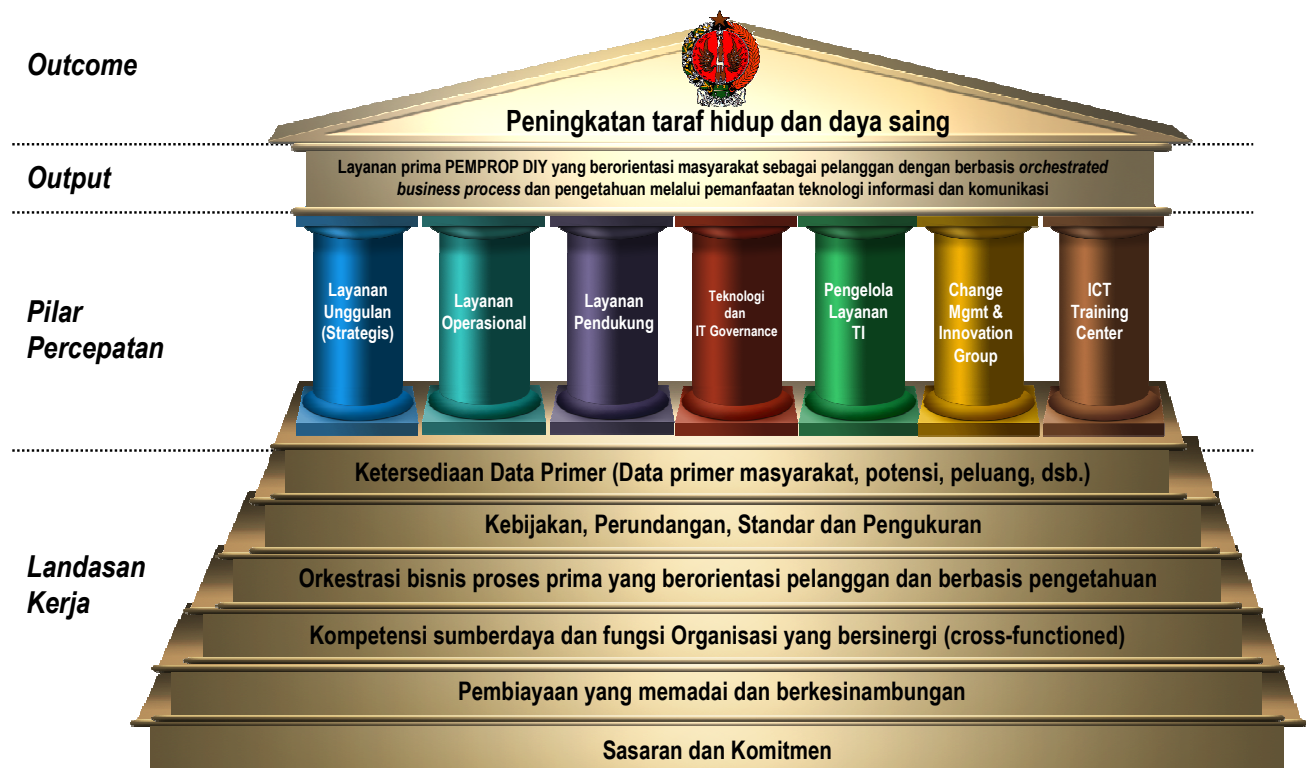 Outcome
Peningkatan taraf hidup dan daya saing
Output
Layanan prima PEMPROP DIY yang berorientasi masyarakat sebagai pelanggan dengan berbasis orchestrated
business process dan pengetahuan melalui pemanfaatan teknologi informasi dan komunikasi
Pilar
Percepatan
Layanan
Unggulan
(Strategis)
Layanan
Operasional
Layanan
Pendukung
Teknologi
dan
IT Governance
Pengelola
Layanan
TI
Change
Mgmt &
Innovation
Group
ICT
Training
Center
Landasan
Kerja
Ketersediaan Data Primer (Data primer masyarakat, potensi, peluang, dsb.)
Kebijakan, Perundangan, Standar dan Pengukuran
Orkestrasi bisnis proses prima yang berorientasi pelanggan dan berbasis pengetahuan
Kompetensi sumberdaya dan fungsi Organisasi yang bersinergi (cross-functioned)
Pembiayaan yang memadai dan berkesinambungan
Sasaran dan Komitmen